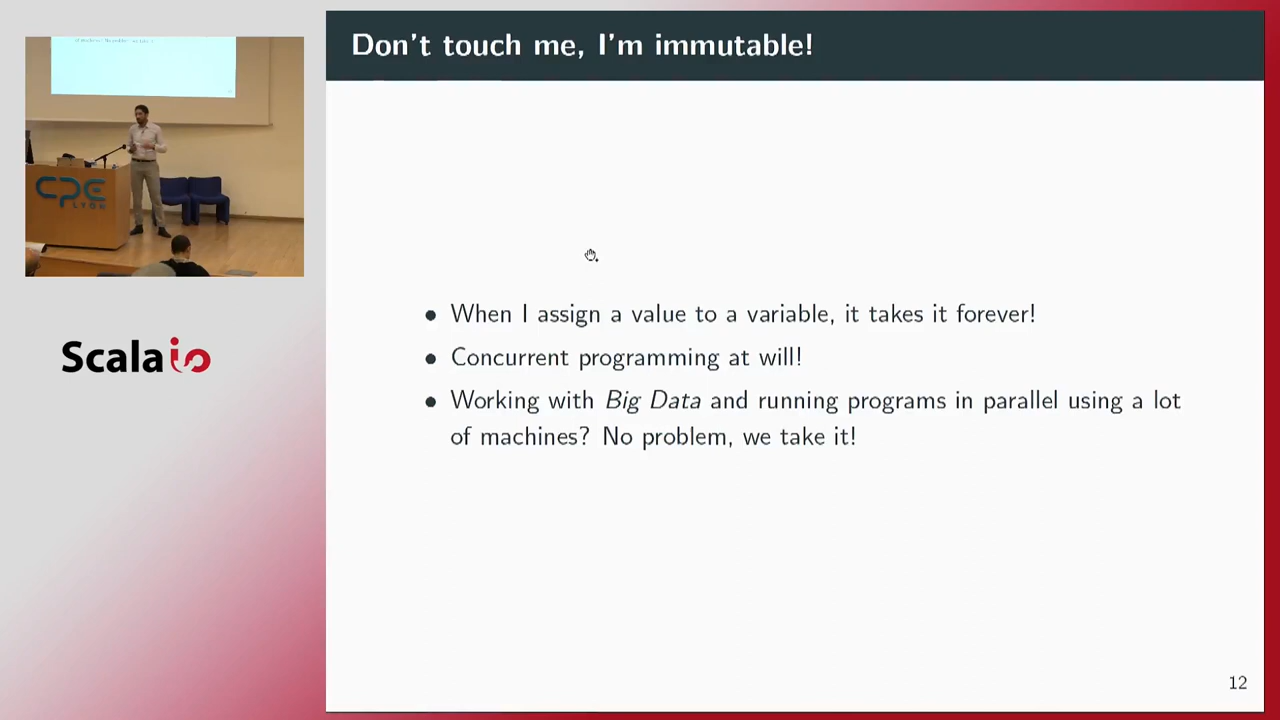 Don't touch me, I'm immutable!
CPE
LYON
Scala io
• When I assign a value to a variable, it takes it forever!
• Concurrent programming at will!
• Working with Big Data and running programs in parallel using a lot
of machines? No problem, we take it!
12